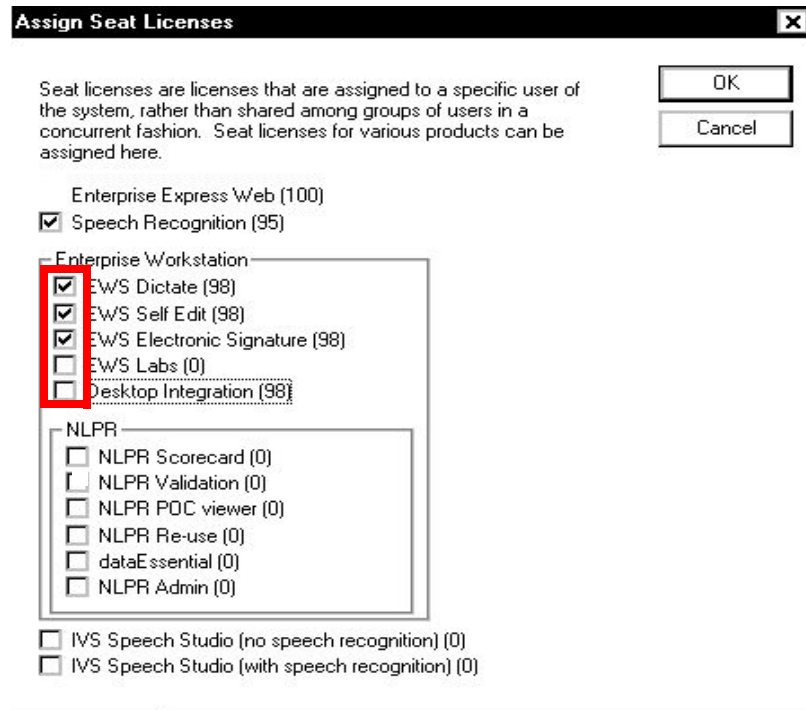 Assign Seat Licenses
Seat licenses are licenses that are assigned to a specific user of
the system, rather than shared among groups of users in a
concurrent fashion. Seat licenses for various products can be
assigned here.
OK
Cancel
Enterprise Express Web (100)
Speech Recognition (95)
Enterprise Workstation
EWS Dictate (98)
EWS Self Edit (98)
EWS Electronic Signature (98)
EWS Labs (0)
Desktop Integration (98)
NLPR
NLPR Scorecard (0)
NLPR Validation (0)
NLPR POC viewer (0)
NLPR Re-use (0)
dataEssential (0)
NLPR Admin (0)
IVS Speech Studio (no speech recognition) (0)
IVS Speech Studio (with speech recognition) (0)